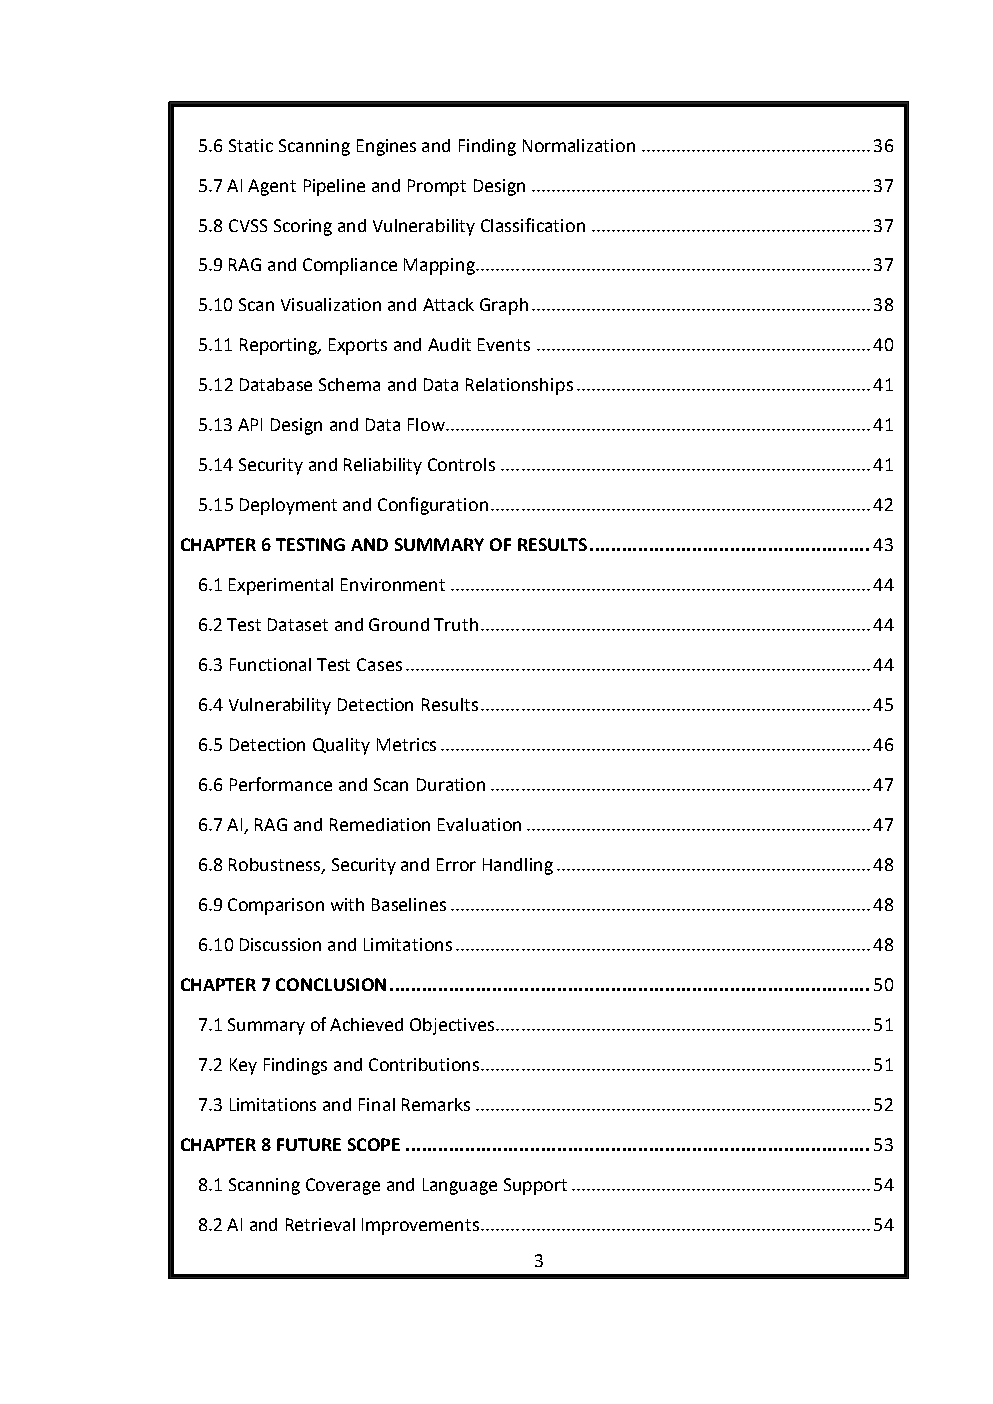 5.6 Static Scanning Engines and Finding Normalization ............................................. 36
5.7 AI Agent Pipeline and Prompt Design ................................................................... 37
5.8 CVSS Scoring and Vulnerability Classification ....................................................... 37
5.9 RAG and Compliance Mapping.............................................................................. 37
5.10 Scan Visualization and Attack Graph ................................................................... 38
5.11 Reporting, Exports and Audit Events .................................................................. 40
5.12 Database Schema and Data Relationships .......................................................... 41
5.13 API Design and Data Flow.................................................................................... 41
5.14 Security and Reliability Controls ......................................................................... 41
5.15 Deployment and Configuration........................................................................... 42
CHAPTER 6 TESTING AND SUMMARY OF RESULTS.................................................... 43
6.1 Experimental Environment ................................................................................... 44
6.2 Test Dataset and Ground Truth............................................................................. 44
6.3 Functional Test Cases ............................................................................................ 44
6.4 Vulnerability Detection Results............................................................................. 45
6.5 Detection Quality Metrics ..................................................................................... 46
6.6 Performance and Scan Duration ........................................................................... 47
6.7 AI, RAG and Remediation Evaluation .................................................................... 47
6.8 Robustness, Security and Error Handling .............................................................. 48
6.9 Comparison with Baselines ................................................................................... 48
6.10 Discussion and Limitations .................................................................................. 48
CHAPTER 7 CONCLUSION......................................................................................... 50
7.1 Summary of Achieved Objectives.......................................................................... 51
7.2 Key Findings and Contributions............................................................................. 51
7.3 Limitations and Final Remarks .............................................................................. 52
CHAPTER 8 FUTURE SCOPE ...................................................................................... 53
8.1 Scanning Coverage and Language Support ........................................................... 54
8.2 AI and Retrieval Improvements............................................................................. 54
3